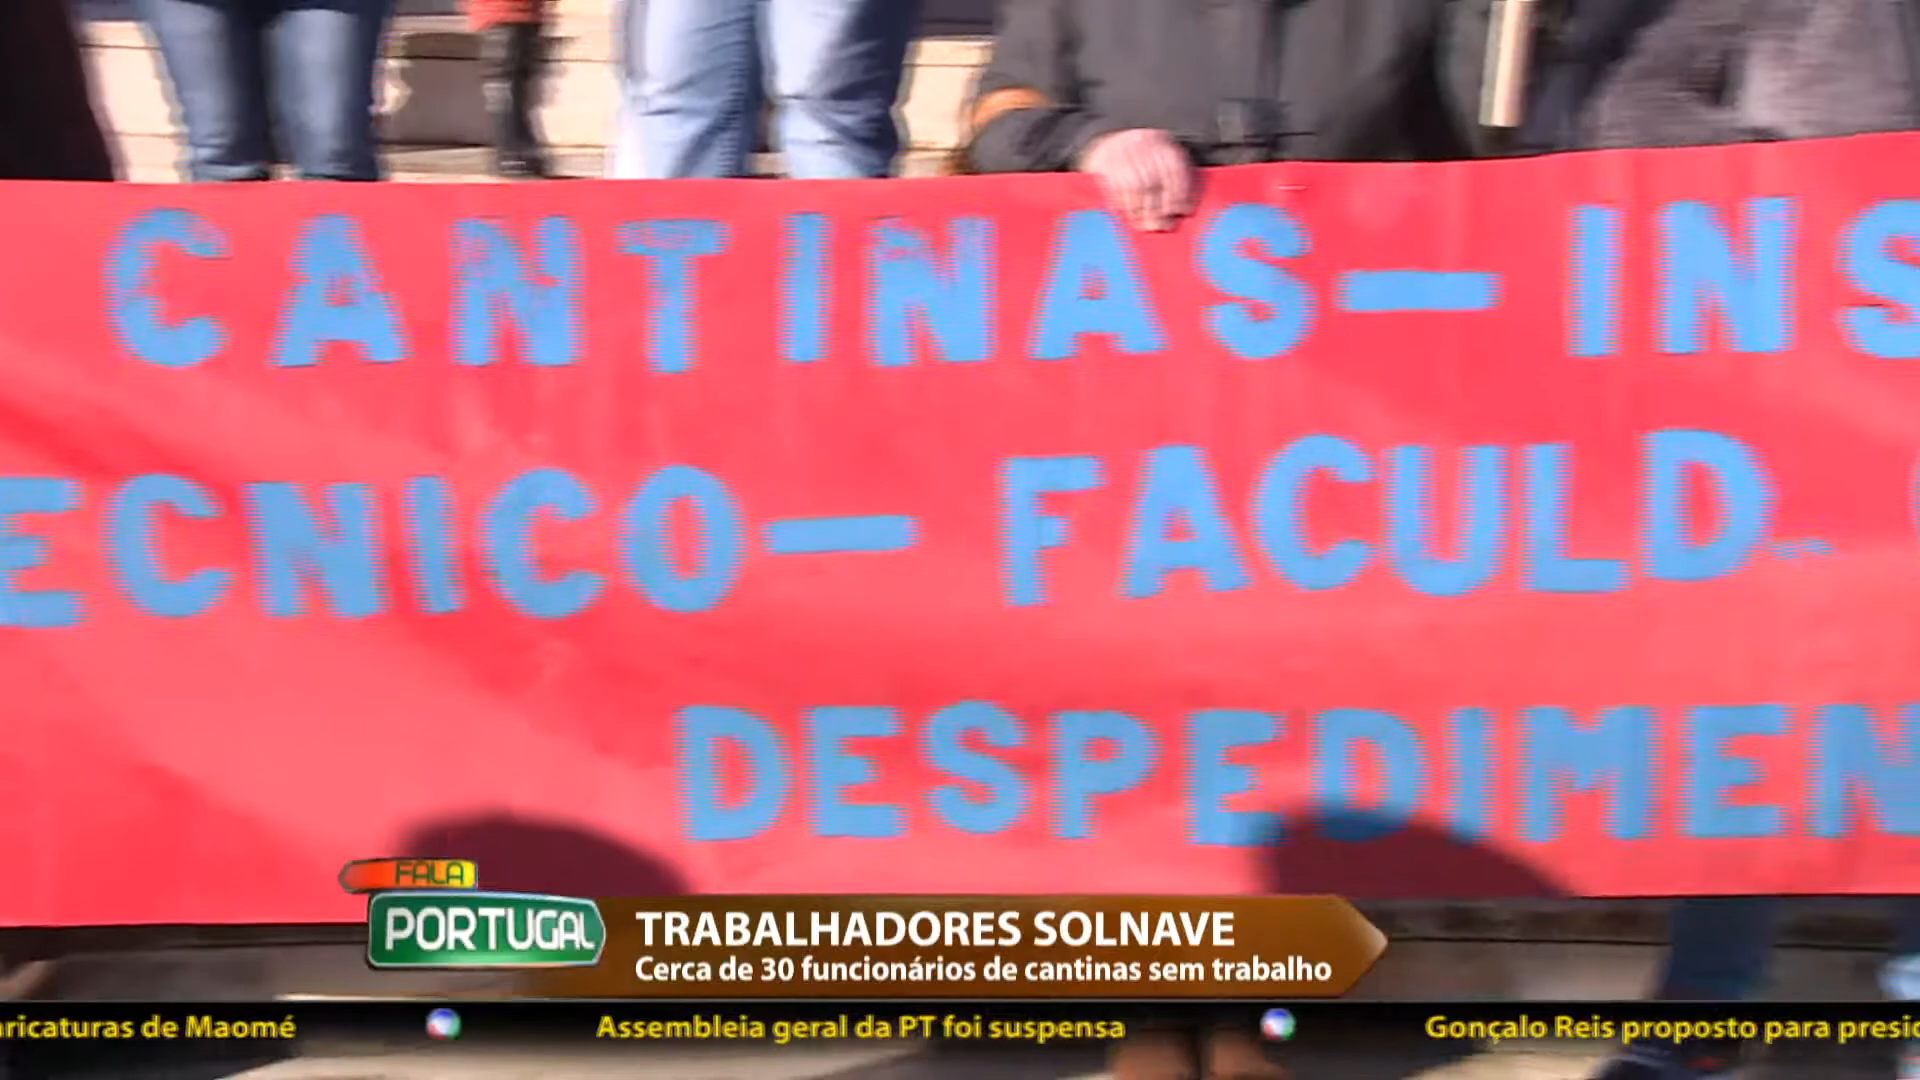 CANTINAS— INS
ECNICO— FACULD
DESPEDIMEN
FALA
PORTUGAL
TRABALHADORES SOLNAVE
Cerca de 30 funcionários de cantinas sem trabalho
aricaturas de Maomé
Assembleia geral da PT foi suspensa
Gonçalo Reis proposto para presid